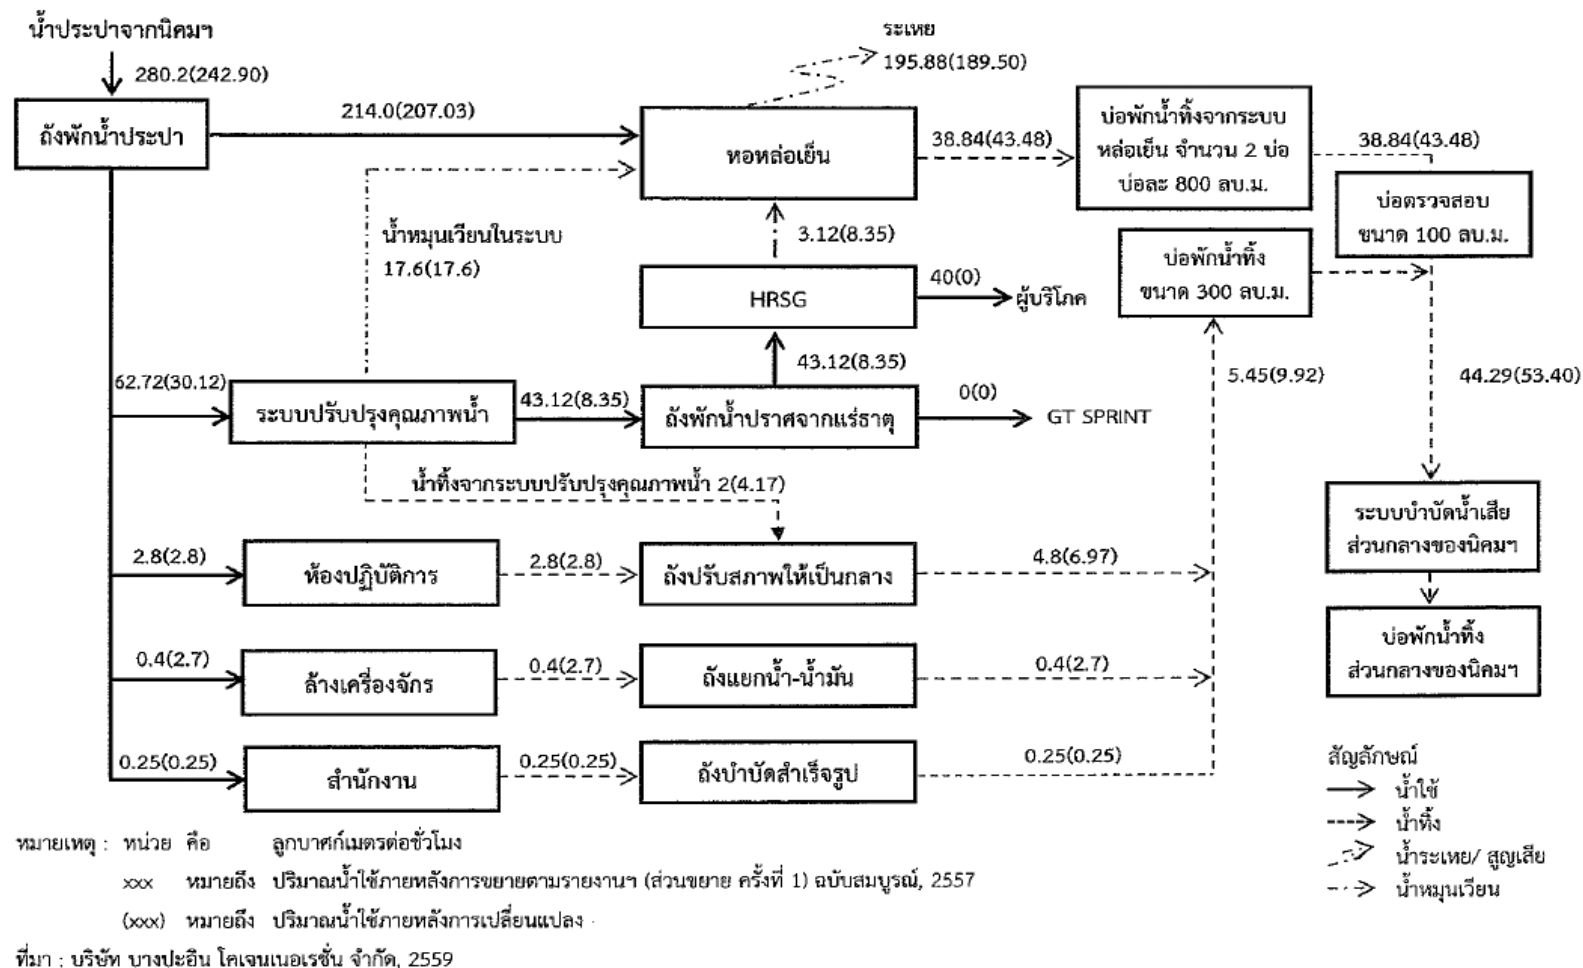 น้ำประปาจากนิคมฯ
280.2(242.90)
ถังพักน้ำประปา
214.0(207.03)
ระเหย
195.88(189.50)
หอหล่อเย็น
38.84(43.48)
บ่อพักน้ำทิ้งจากระบบ
หล่อเย็น จำนวน 2 บ่อ
บ่อละ 800 ลบ.ม.
38.84(43.48)
บ่อตรวจสอบ
ขนาด 100 ลบ.ม.
น้ำหมุนเวียนในระบบ
17.6(17.6)
3.12(8.35)
บ่อพักน้ำทิ้ง
ขนาด 300 ลบ.ม.
HRSG
40(0)
ผู้บริโภค
43.12(8.35)
5.45(9.92)
44.29(53.40)
62.72(30.12)
ระบบปรับปรุงคุณภาพน้ำ
43.12(8.35)
ถังพักน้ำปราศจากแร่ธาตุ
0(0)
GT SPRINT
น้ำทิ้งจากระบบปรับปรุงคุณภาพน้ำ 2(4.17)
ระบบบำบัดน้ำเสีย
ส่วนกลางของนิคมฯ
2.8(2.8)
ห้องปฏิบัติการ
2.8(2.8)
ถังปรับสภาพให้เป็นกลาง
4.8(6.97)
บ่อพักน้ำทิ้ง
ส่วนกลางของนิคมฯ
0.4(2.7)
ล้างเครื่องจักร
0.4(2.7)
ถังแยกน้ำ-น้ำมัน
0.4(2.7)
0.25(0.25)
สำนักงาน
0.25(0.25)
ถังบำบัดสำเร็จรูป
0.25(0.25)
สัญลักษณ์
น้ำใช้
น้ำทิ้ง
น้ำระเหย/ สูญเสีย
น้ำหมุนเวียน
หมายเหตุ : หน่วย คือ ลูกบาศก์เมตรต่อชั่วโมง
xxx หมายถึง ปริมาณน้ำใช้ภายหลังการขยายตามรายงานฯ (ส่วนขยาย ครั้งที่ 1) ฉบับสมบูรณ์, 2557
(xxx) หมายถึง ปริมาณน้ำใช้ภายหลังการเปลี่ยนแปลง
ที่มา : บริษัท บางปะอิน โคเจนเนอเรชั่น จำกัด, 2559